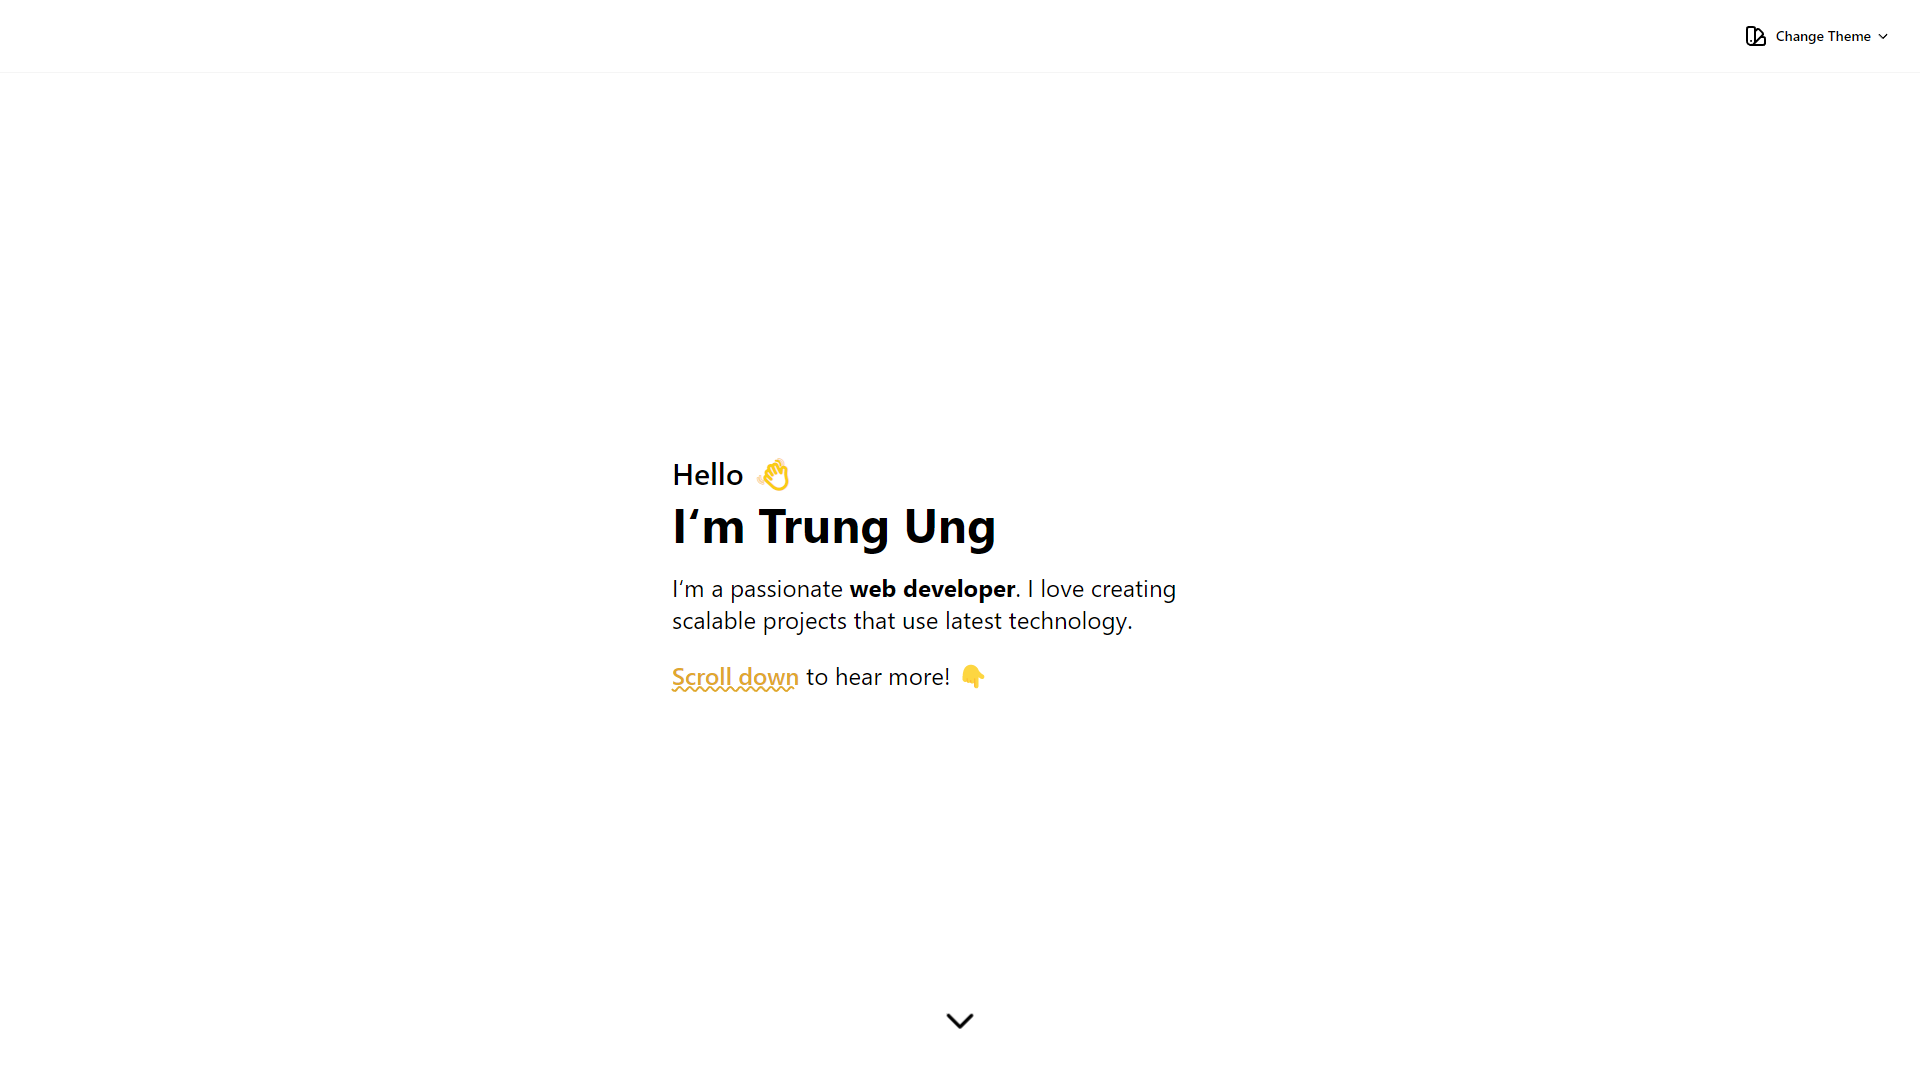 Change Theme
Hello 👋
I‘m Trung Ung
I‘m a passionate web developer. I love creating
scalable projects that use latest technology.
Scroll down to hear more! 👇